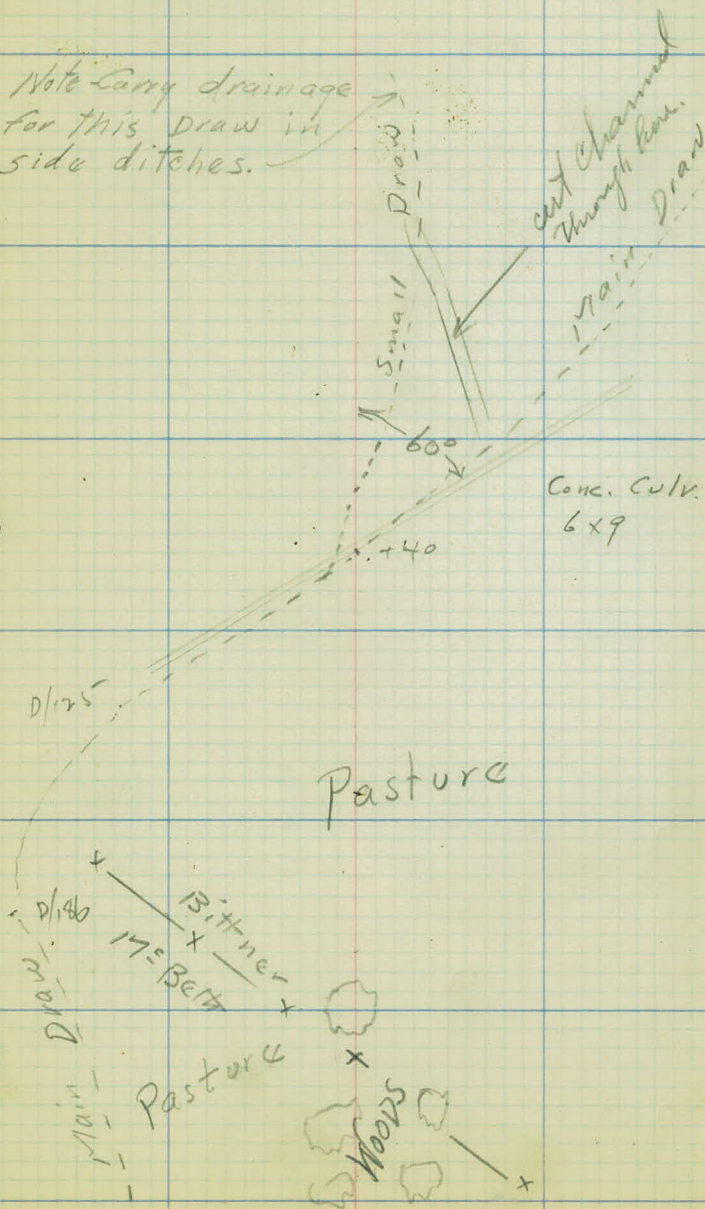 Note-Carry drainage
for this Draw in
side ditches.
Small Draw
cut Channel
through here.
Main Draw
60°
Conc. Culv.
6x9
+40
D/125
Pasture
D/186
Bittner
McBeth
Main Draw
Pasture
Woods